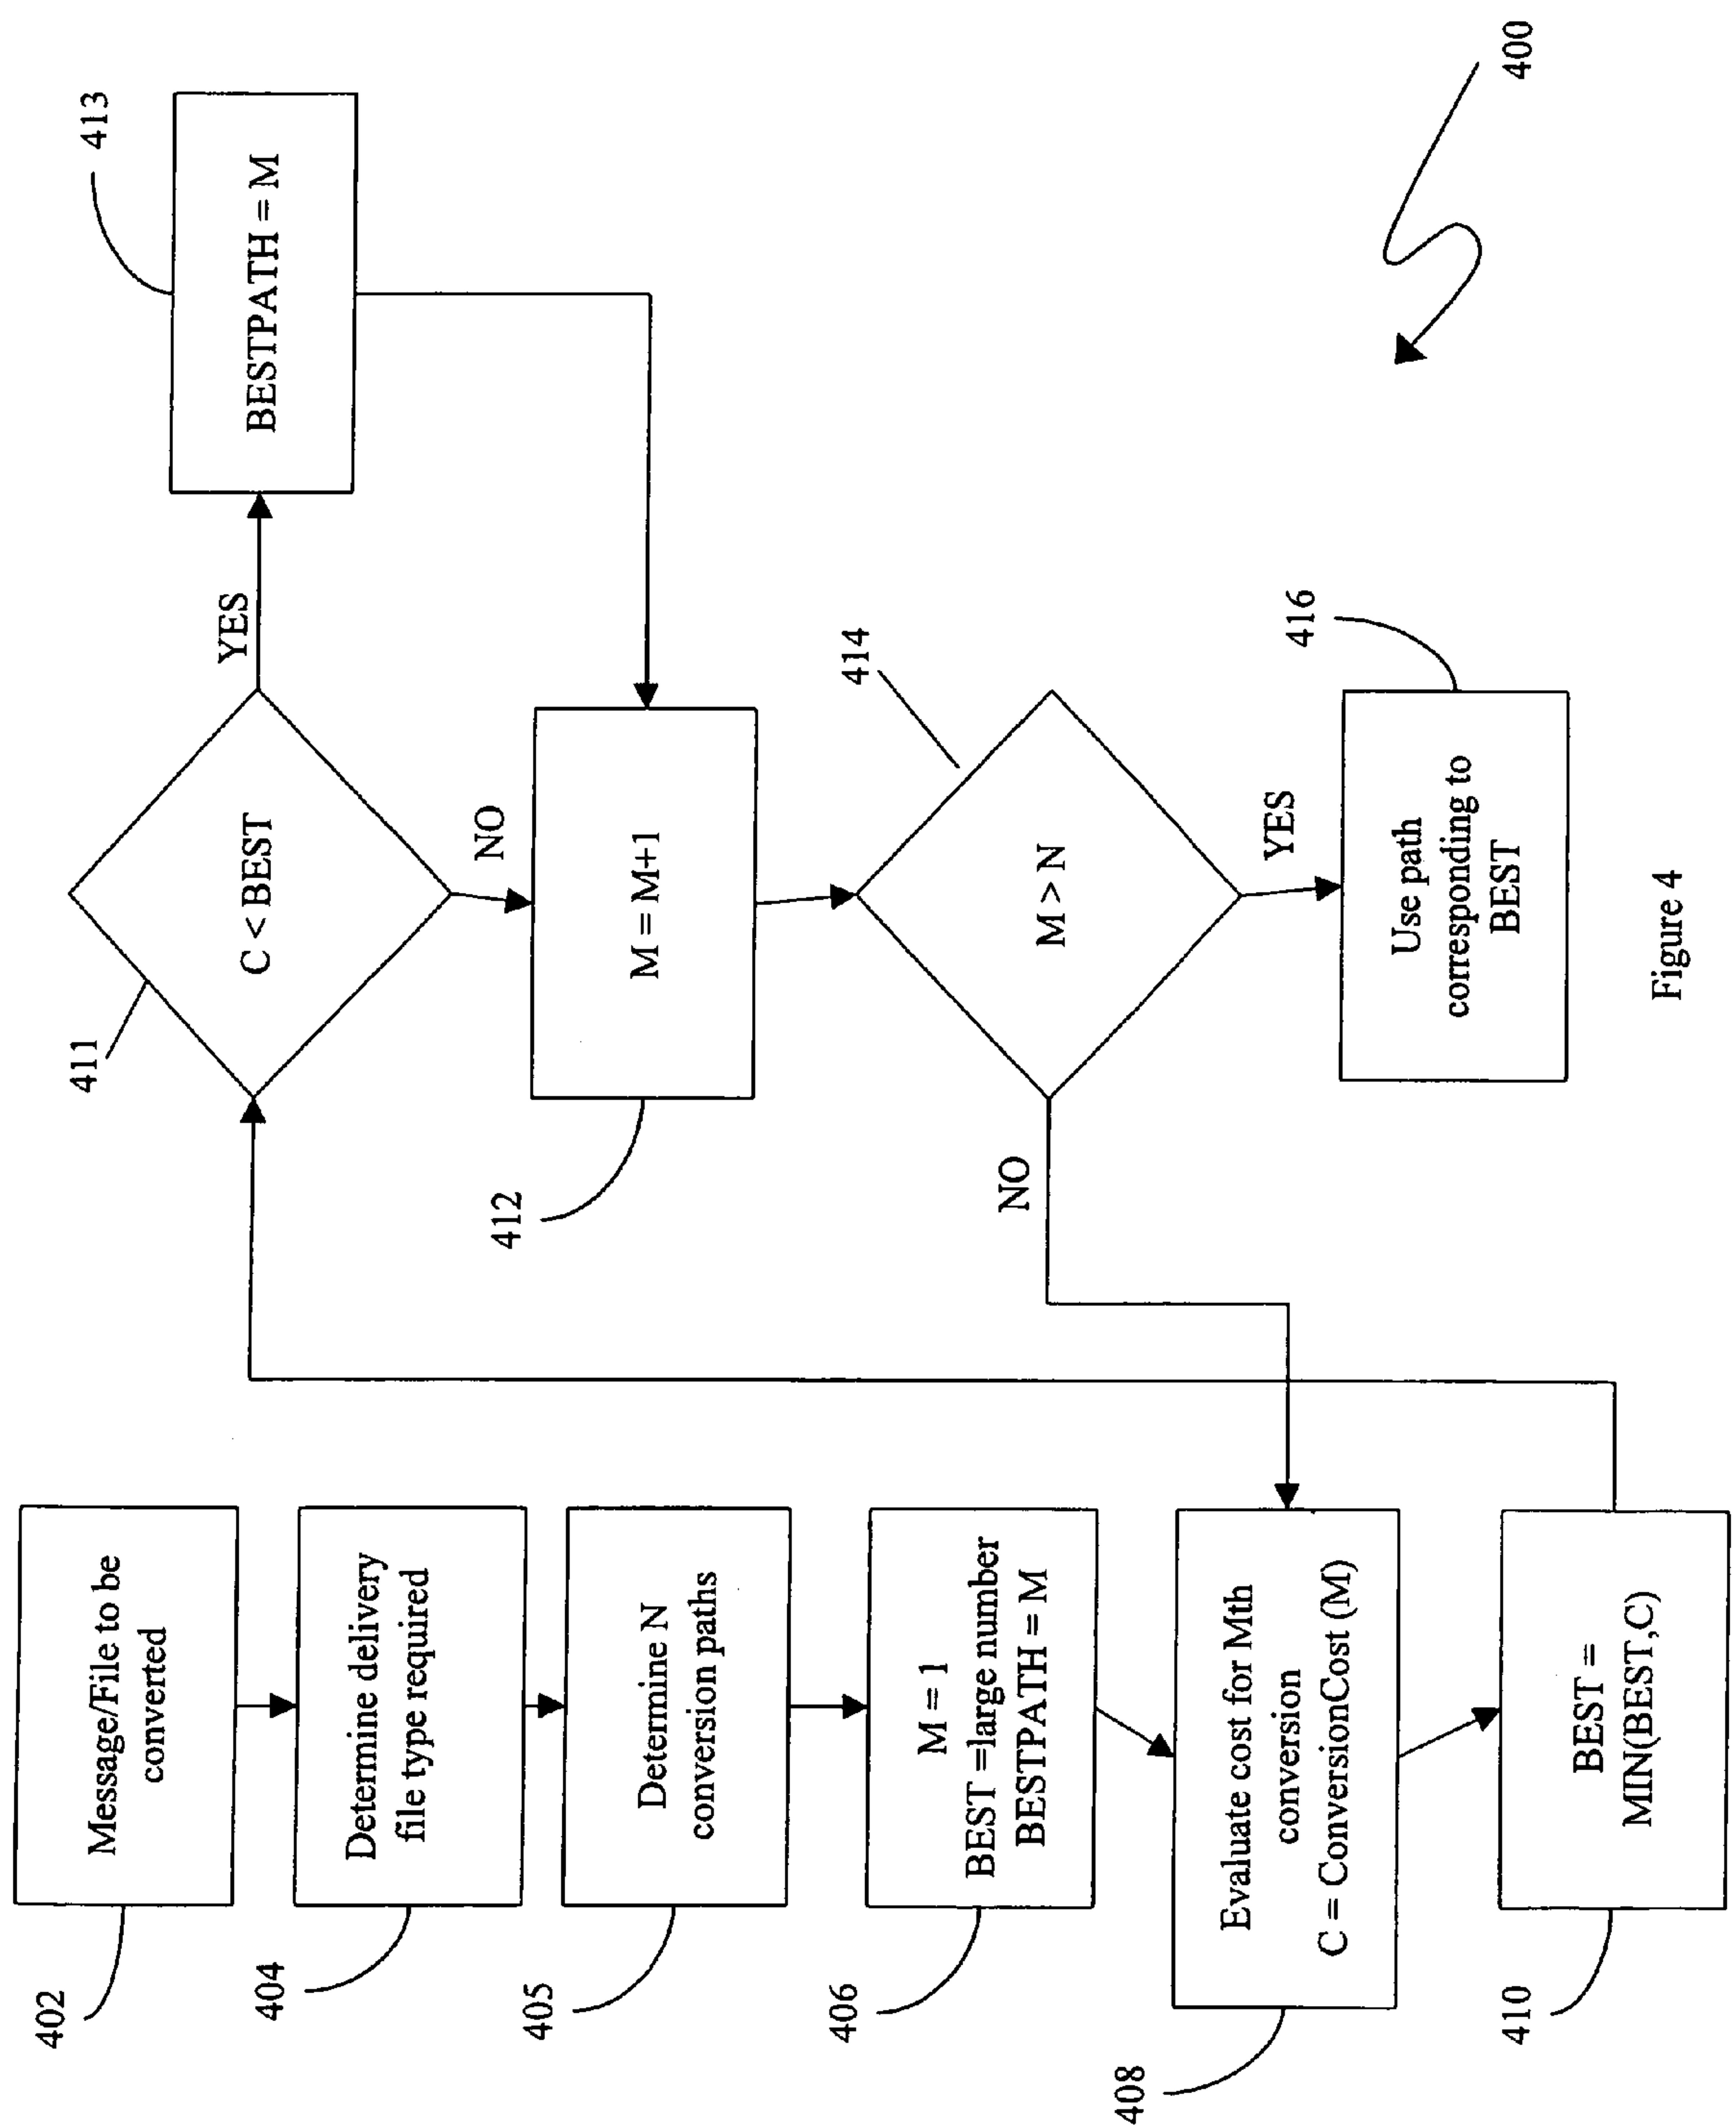 402
Message/File to be
converted
404
Determine delivery
file type required
405
Determine N
conversion paths
406
M = 1
BEST =large number
BESTPATH = M
408
Evaluate cost for Mth
conversion
C = ConversionCost (M)
410
BEST =
MIN(BEST,C)
411
C < BEST
YES
NO
413
BESTPATH = M
412
M = M+1
414
M > N
NO
YES
416
Use path
corresponding to
BEST
400
Figure 4